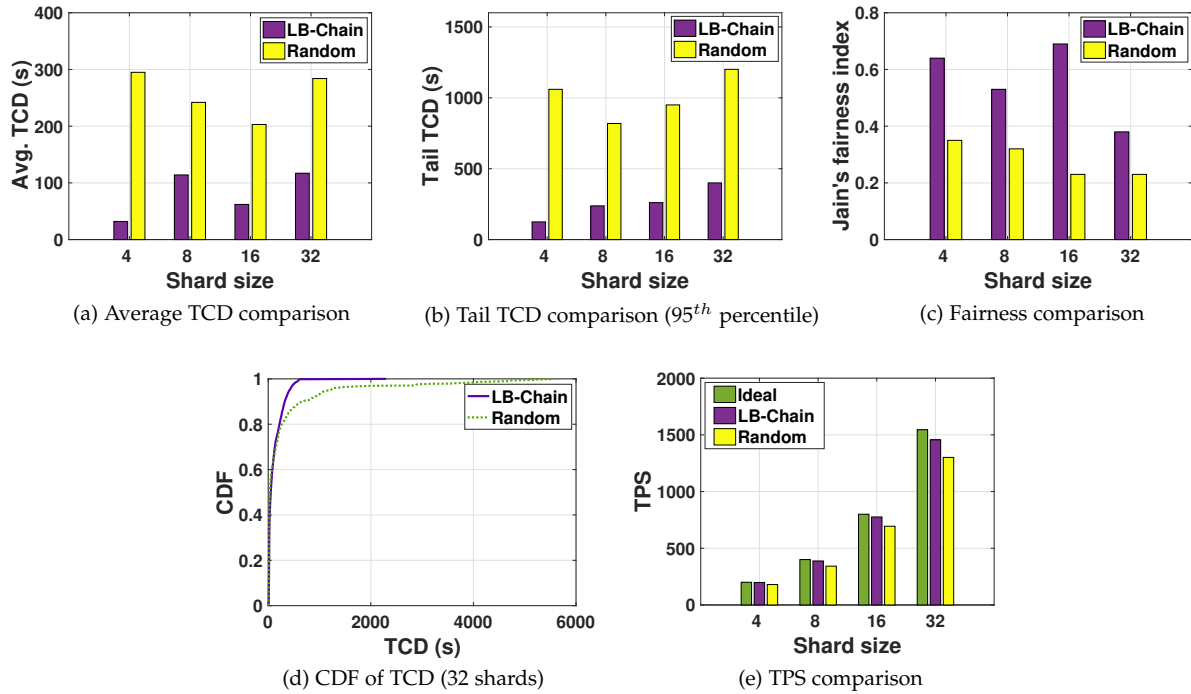 LB-Chain
Random
400
300
200
100
0
Avg. TCD (s)
4 8 16 32
Shard size
(a) Average TCD comparison
LB-Chain
Random
1500
1000
500
0
Tail TCD (s)
4 8 16 32
Shard size
(b) Tail TCD comparison (95th percentile)
LB-Chain
Random
0.8
0.6
0.4
0.2
0
Jain's fairness index
4 8 16 32
Shard size
(c) Fairness comparison
LB-Chain
Random
1
0.8
0.6
0.4
0.2
0
CDF
0 2000 4000 6000
TCD (s)
(d) CDF of TCD (32 shards)
Ideal
LB-Chain
Random
2000
1500
1000
500
0
TPS
4 8 16 32
Shard size
(e) TPS comparison